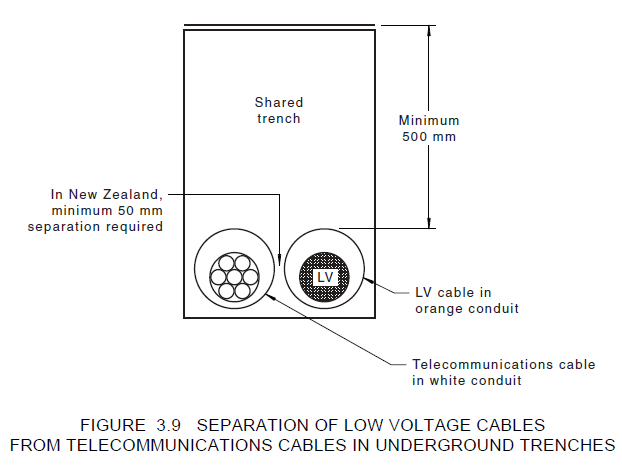 Shared
trench
Minimum
500 mm
In New Zealand,
minimum 50 mm
separation required
LV
LV cable in
orange conduit
Telecommunications cable
in white conduit
FIGURE 3.9 SEPARATION OF LOW VOLTAGE CABLES
FROM TELECOMMUNICATIONS CABLES IN UNDERGROUND TRENCHES